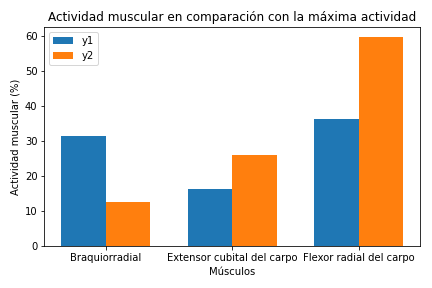 Actividad muscular en comparación con la máxima actividad
y1
y2
Actividad muscular (%)
60
50
40
30
20
10
0
Braquiorradial
Extensor cubital del carpo
Flexor radial del carpo
Músculos